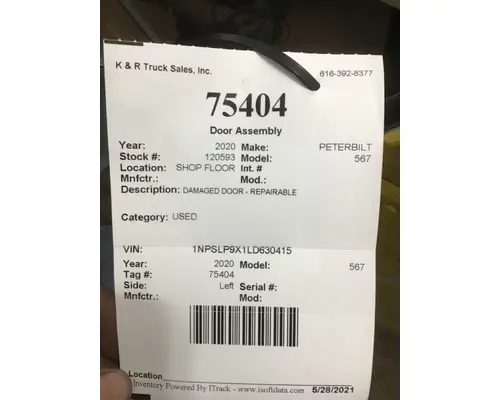 K & R Truck Sales, Inc. 616-392-8377
75404
Door Assembly
Year: 2020 Make: PETERBILT
Stock #: 120593 Model: 567
Location: SHOP FLOOR Int. #
Mnfctr.: Mod.:
Description: DAMAGED DOOR - REPAIRABLE
Category: USED
VIN: 1NPSLP9X1LD630415
Year: 2020 Model: 567
Tag #: 75404
Side: Left Serial #:
Mnfctr.: Mod:
Location
Inventory Powered By ITrack - www.isoftdata.com 5/28/2021